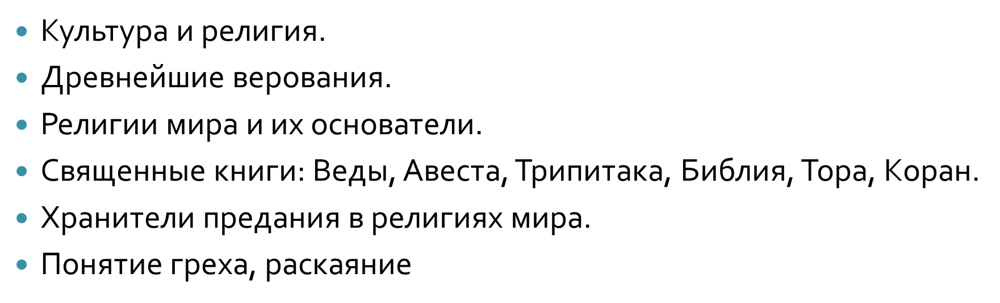 • Культура и религия.
• Древнейшие верования.
• Религии мира и их основатели.
• Священные книги: Веды, Авеста, Трипитака, Библия, Тора, Коран.
• Хранители предания в религиях мира.
• Понятие греха, раскаяние